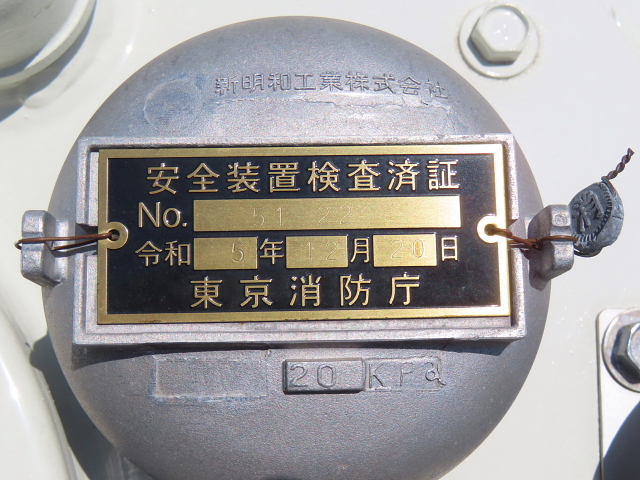 新明和工業株式会社
安全装置検査済証
No. 51 2
令和 5 年 12 月 20 日
東京消防庁
20 KPa